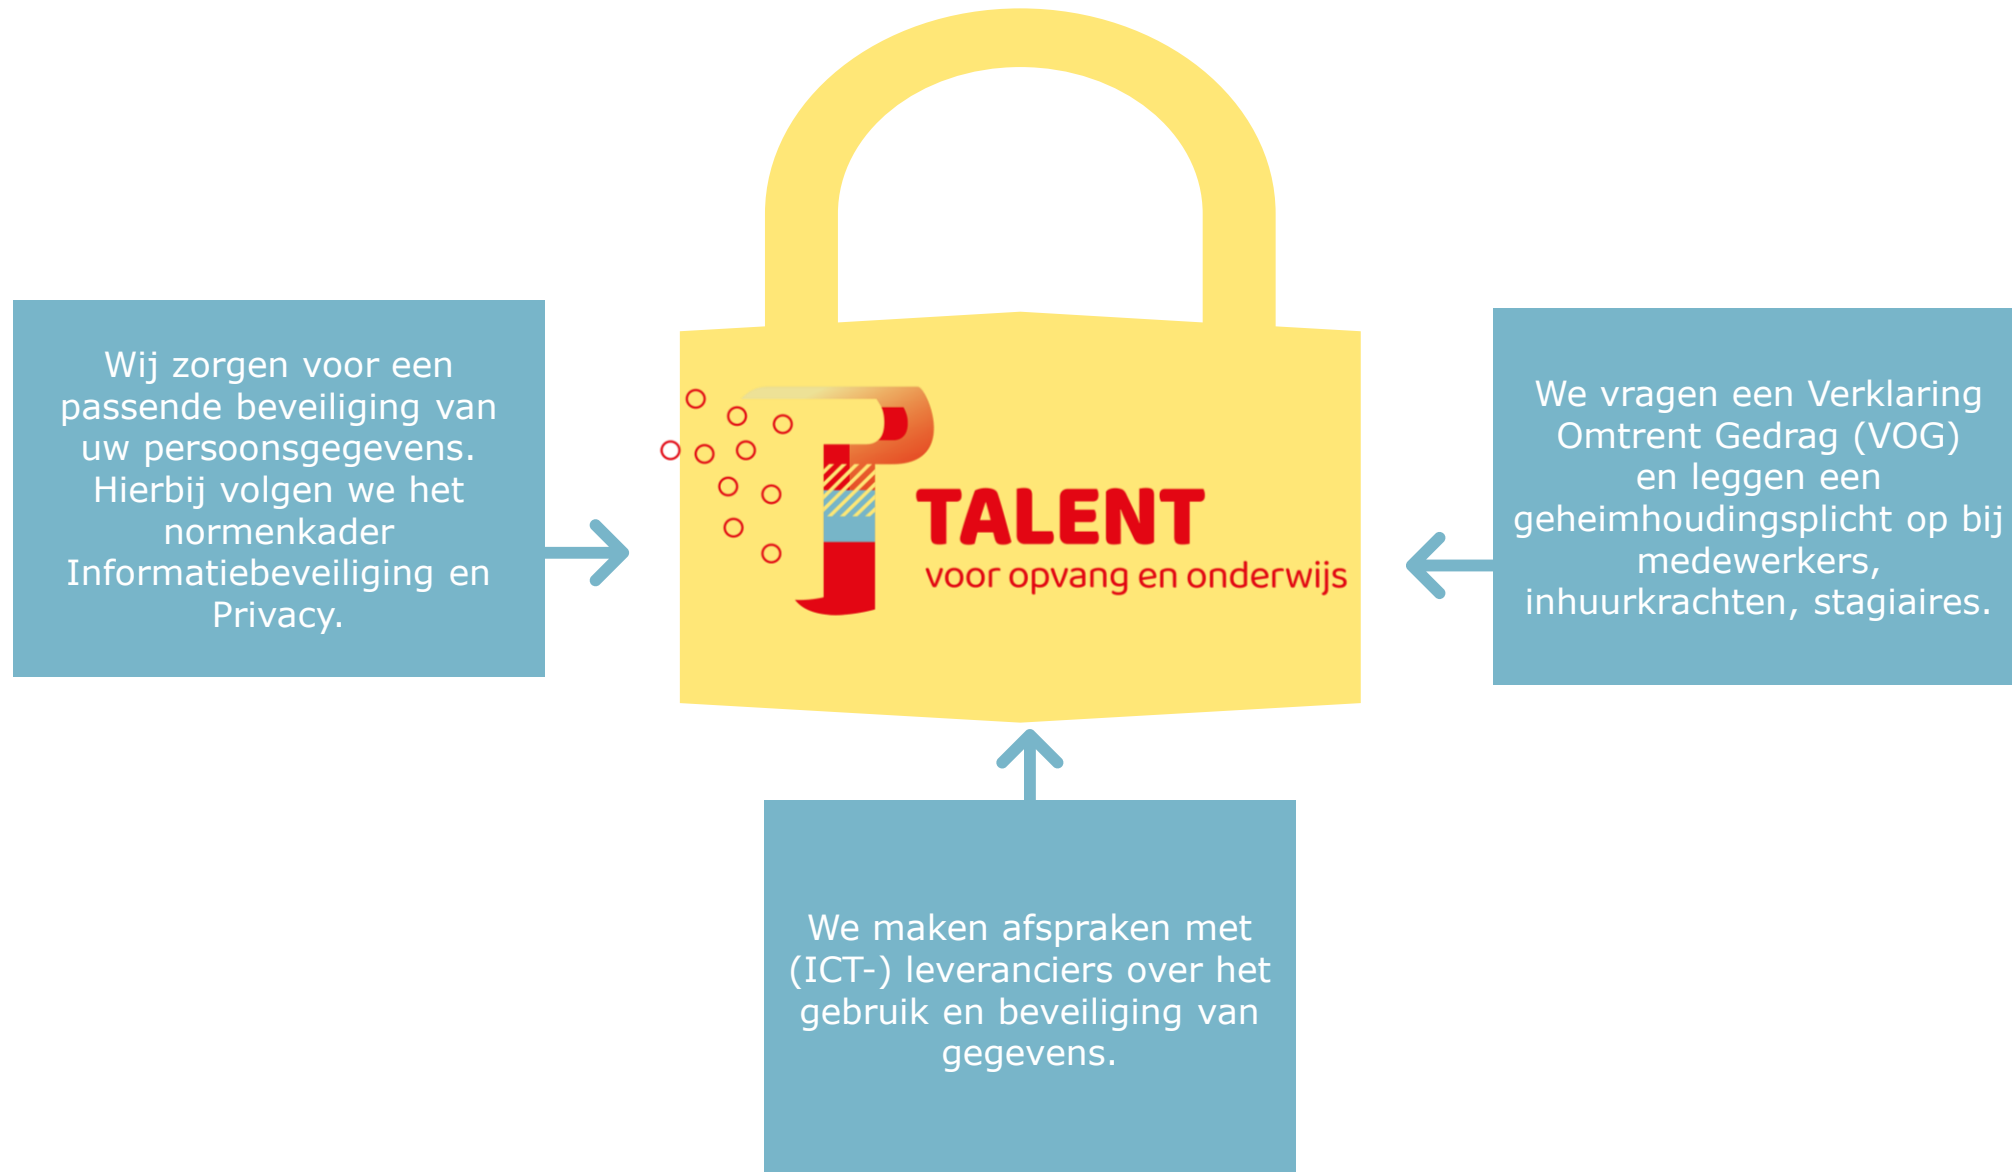 Wij zorgen voor een
passende beveiliging van
uw persoonsgegevens.
Hierbij volgen we het
normenkader
Informatiebeveiliging en
Privacy.
TALENT
voor opvang en onderwijs
We vragen een Verklaring
Omtrent Gedrag (VOG)
en leggen een
geheimhoudingsplicht op bij
medewerkers,
inhuurkrachten, stagiaires.
We maken afspraken met
(ICT-) leveranciers over het
gebruik en beveiliging van
gegevens.